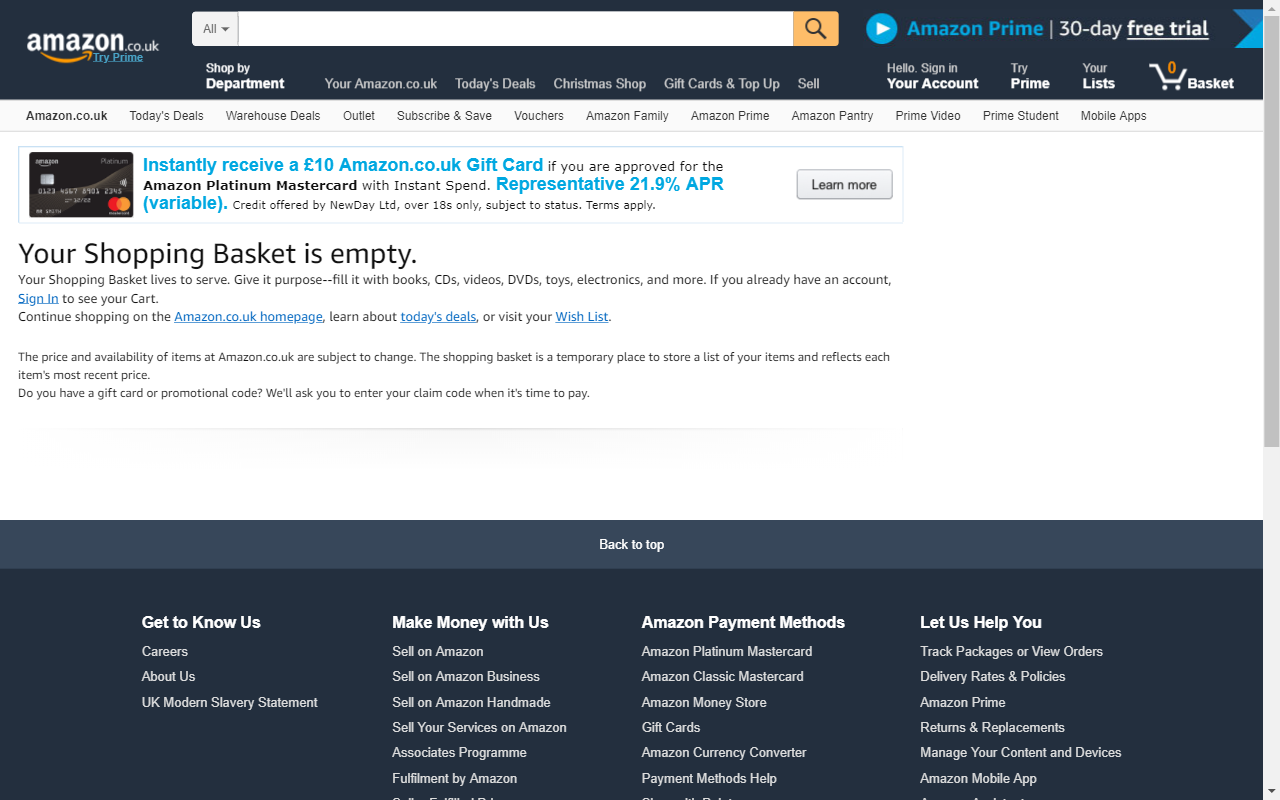 amazon.co.uk
Try Prime
All
Amazon Prime | 30-day free trial
Shop by
Department
Your Amazon.co.uk
Today's Deals
Christmas Shop
Gift Cards & Top Up
Sell
Hello. Sign in
Your Account
Try
Prime
Your
Lists
0
Basket
Amazon.co.uk
Today's Deals
Warehouse Deals
Outlet
Subscribe & Save
Vouchers
Amazon Family
Amazon Prime
Amazon Pantry
Prime Video
Prime Student
Mobile Apps
amazon Platinum
0123 4567 8901 2345
12/22
MR SMITH
Instantly receive a £10 Amazon.co.uk Gift Card if you are approved for the
Amazon Platinum Mastercard with Instant Spend. Representative 21.9% APR
(variable). Credit offered by NewDay Ltd, over 18s only, subject to status. Terms apply.
Learn more
Your Shopping Basket is empty.
Your Shopping Basket lives to serve. Give it purpose--fill it with books, CDs, videos, DVDs, toys, electronics, and more. If you already have an account,
Sign In to see your Cart.
Continue shopping on the Amazon.co.uk homepage, learn about today's deals, or visit your Wish List.
The price and availability of items at Amazon.co.uk are subject to change. The shopping basket is a temporary place to store a list of your items and reflects each
item's most recent price.
Do you have a gift card or promotional code? We'll ask you to enter your claim code when it's time to pay.
Back to top
Get to Know Us
Careers
About Us
UK Modern Slavery Statement
Make Money with Us
Sell on Amazon
Sell on Amazon Business
Sell on Amazon Handmade
Sell Your Services on Amazon
Associates Programme
Fulfilment by Amazon
Amazon Payment Methods
Amazon Platinum Mastercard
Amazon Classic Mastercard
Amazon Money Store
Gift Cards
Amazon Currency Converter
Payment Methods Help
Let Us Help You
Track Packages or View Orders
Delivery Rates & Policies
Amazon Prime
Returns & Replacements
Manage Your Content and Devices
Amazon Mobile App